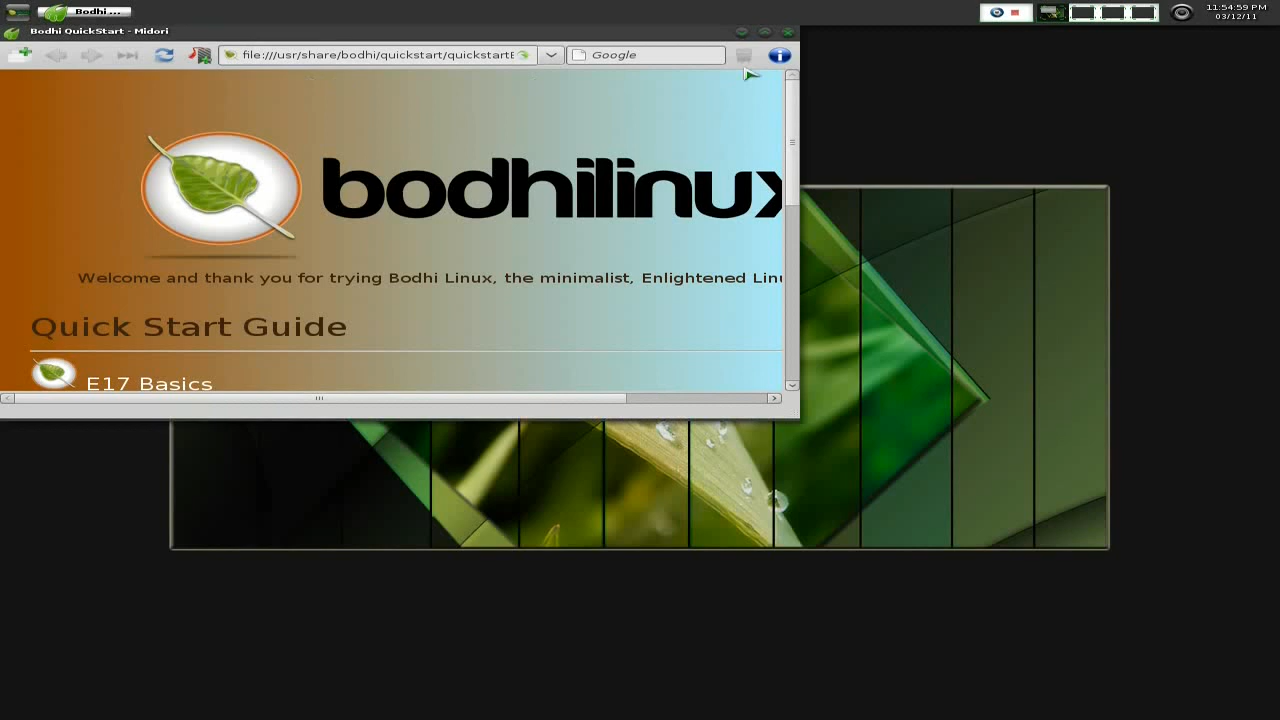 Bodhi ...
11:54:59 PM
03/12/11
Bodhi QuickStart - Midori
file:///usr/share/bodhi/quickstart/quickstartE
Google
bodhilinux
Welcome and thank you for trying Bodhi Linux, the minimalist, Enlightened Linu
Quick Start Guide
E17 Basics